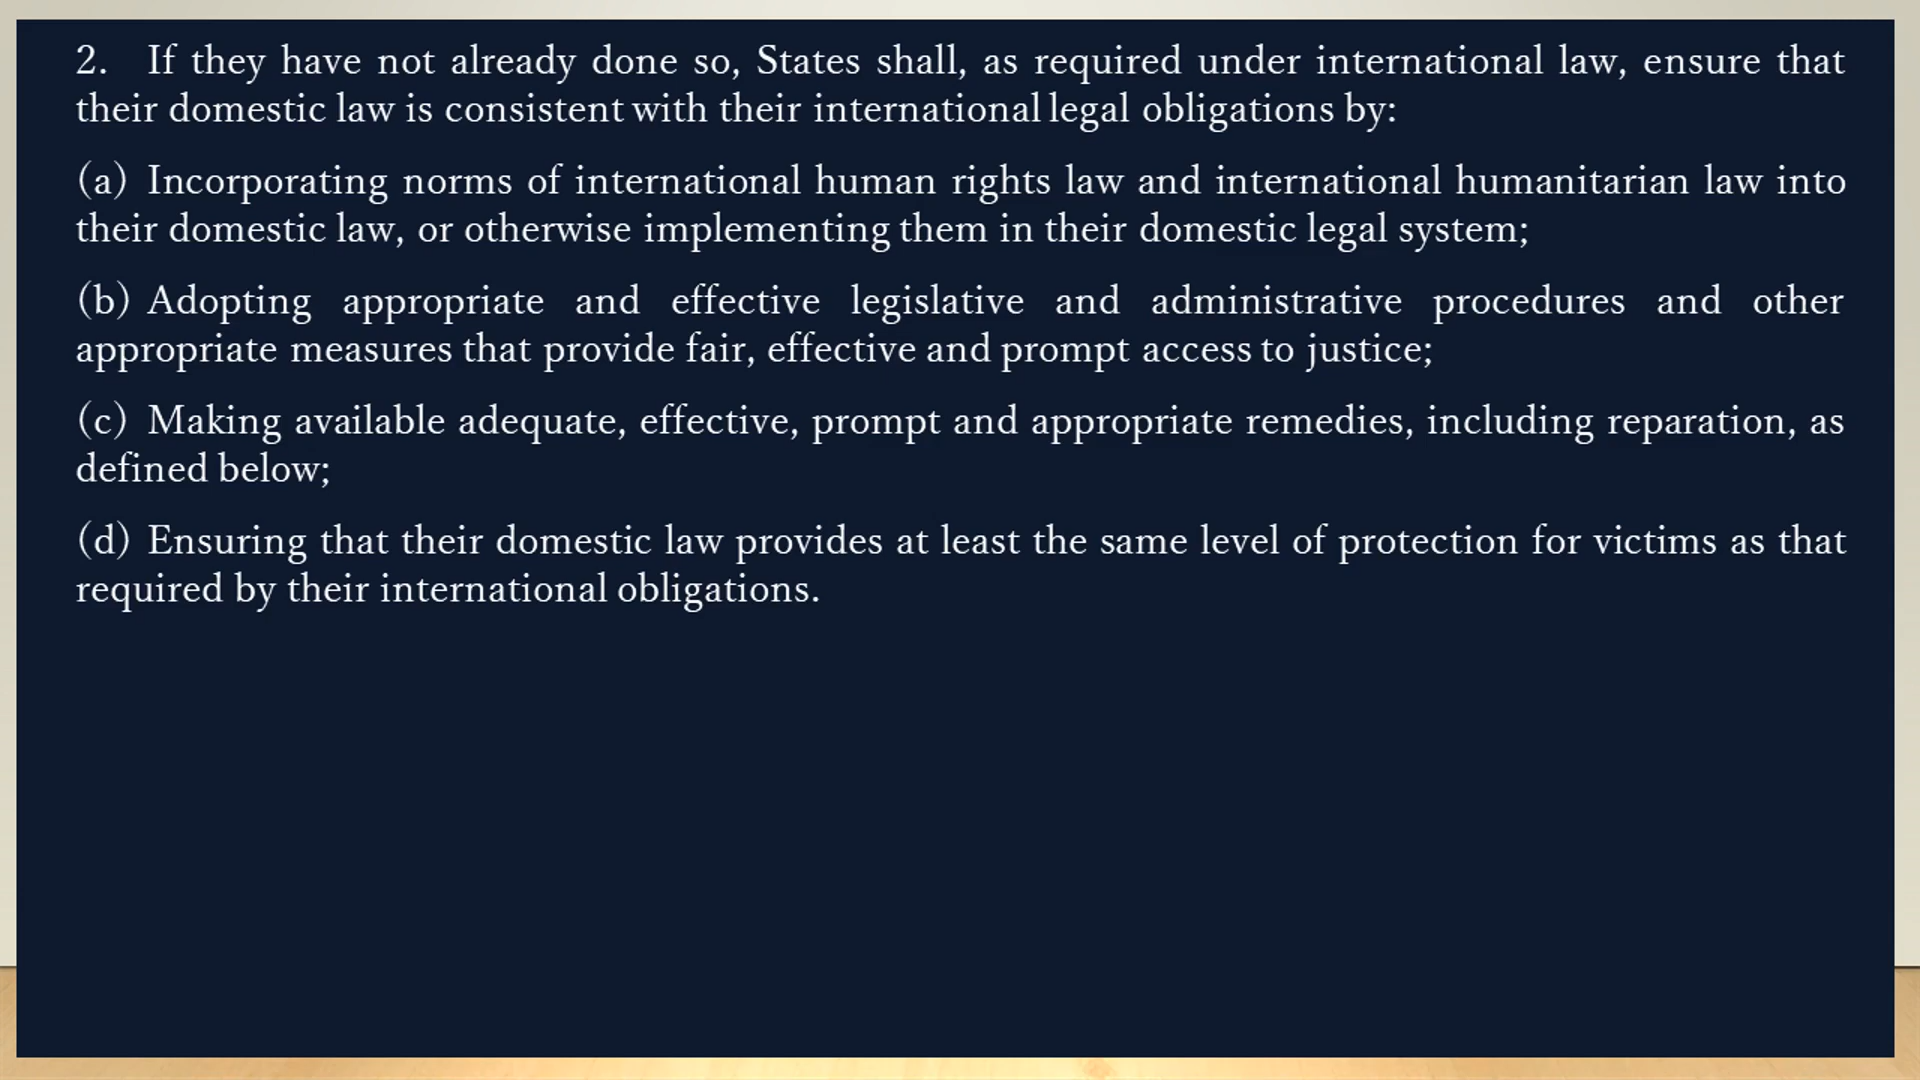 2. If they have not already done so, States shall, as required under international law, ensure that
their domestic law is consistent with their international legal obligations by:
(a) Incorporating norms of international human rights law and international humanitarian law into
their domestic law, or otherwise implementing them in their domestic legal system;
(b) Adopting appropriate and effective legislative and administrative procedures and other
appropriate measures that provide fair, effective and prompt access to justice;
(c) Making available adequate, effective, prompt and appropriate remedies, including reparation, as
defined below;
(d) Ensuring that their domestic law provides at least the same level of protection for victims as that
required by their international obligations.